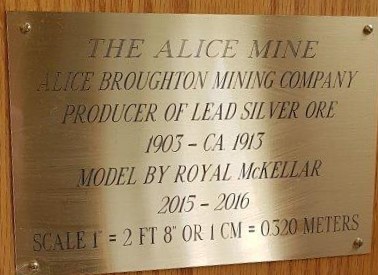 THE ALICE MINE
ALICE BROUGHTON MINING COMPANY
PRODUCER OF LEAD SILVER ORE
1903 - CA. 1913
MODEL BY ROYAL McKELLAR
2015 - 2016
SCALE 1" = 2 FT 8" OR 1 CM = 0.320 METERS